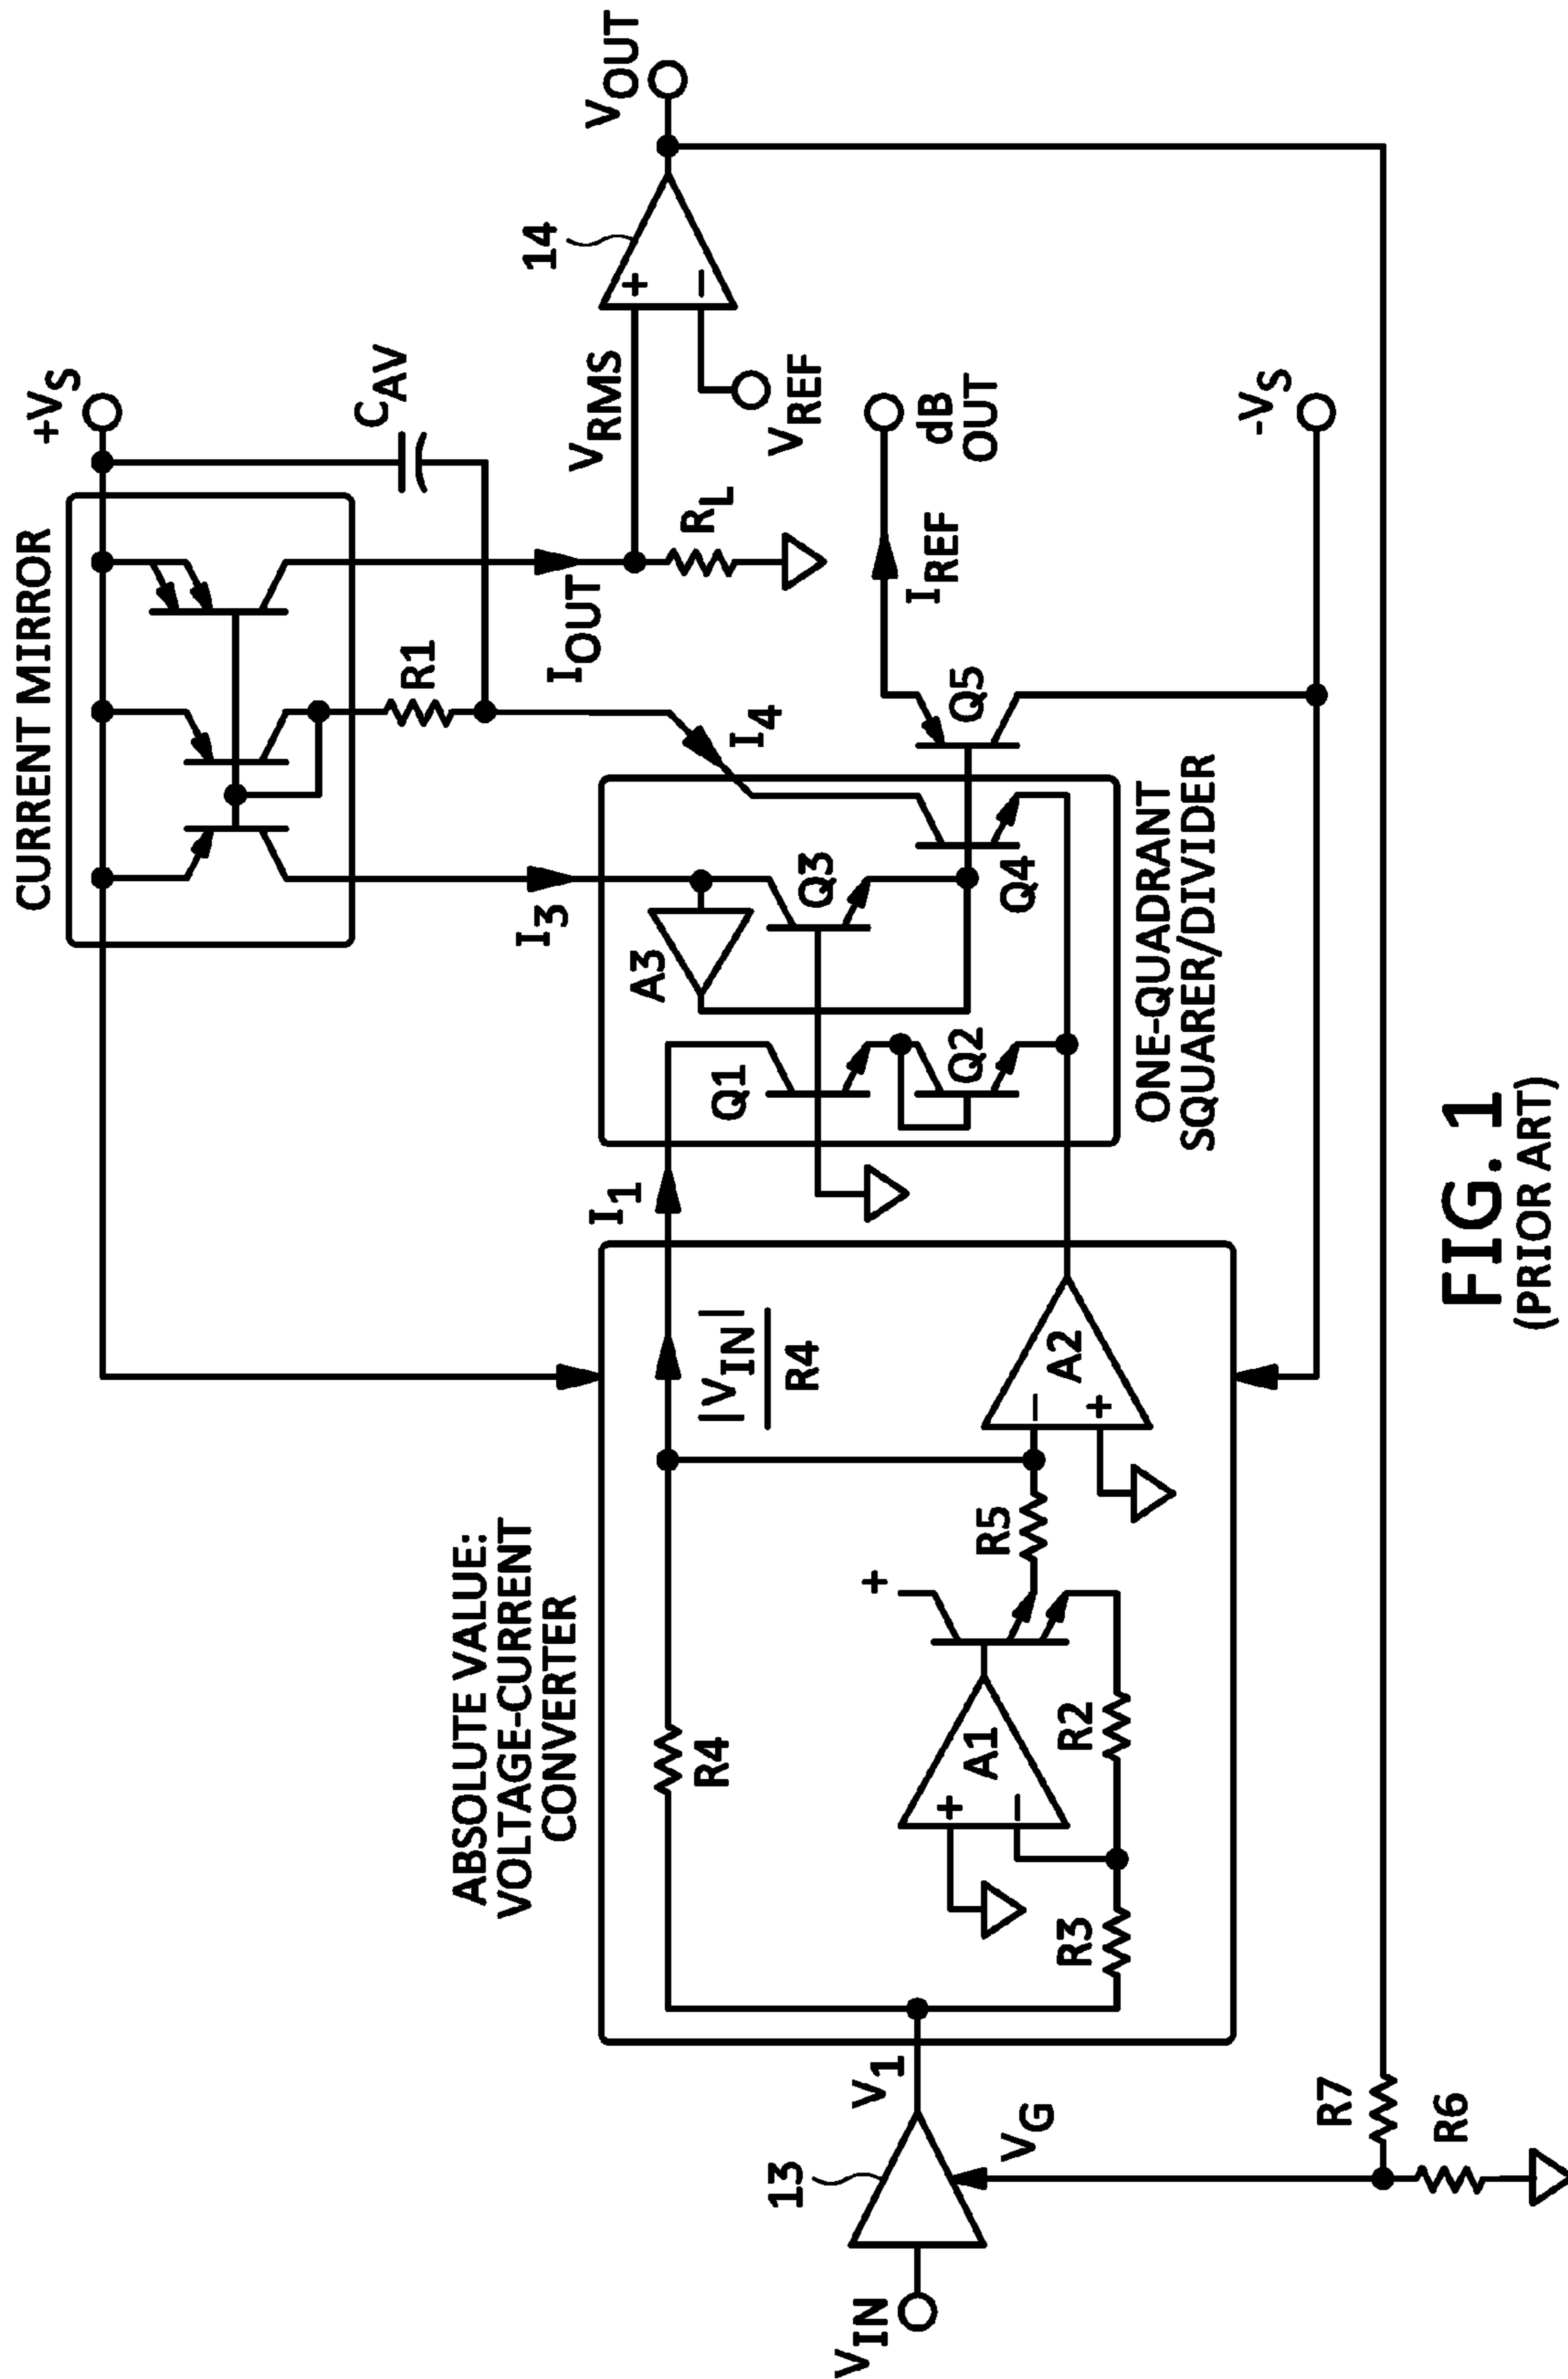 CURRENT MIRROR
+VS
CAV
R1
IOUT
VRMS
RL
14
VOUT
VREF
ABSOLUTE VALUE:
VOLTAGE-CURRENT
CONVERTER
I1
I3
I4
R4
|VIN|
R4
A3
Q1
Q3
Q2
Q4
Q5
IREF
dB
OUT
VIN
13
V1
VG
+
-
A1
+
R5
R3
R2
-
+
A2
+
-
ONE-QUADRANT
SQUARER/DIVIDER
-VS
R7
R6
FIG. 1
(PRIOR ART)